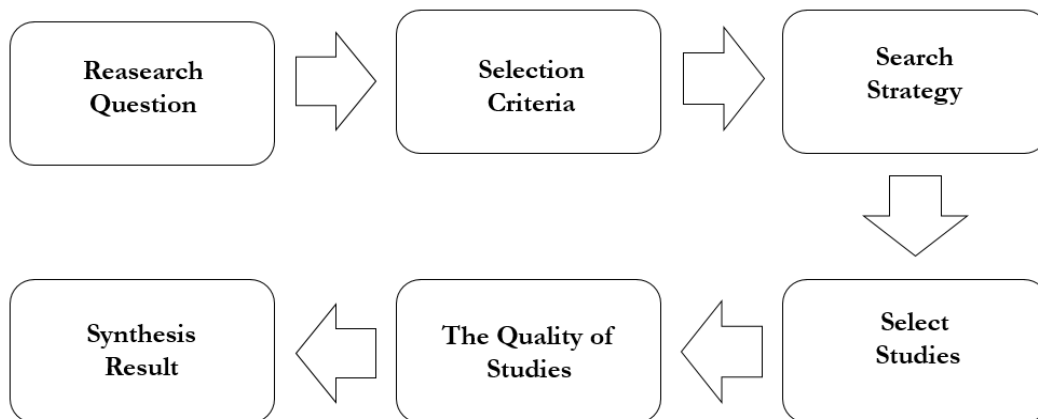 Reasearch
Question
Selection
Criteria
Search
Strategy
Select
Studies
The Quality of
Studies
Synthesis
Result